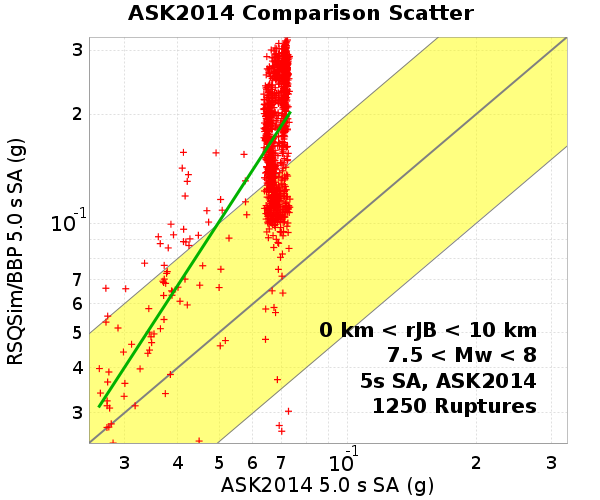 ASK2014 Comparison Scatter
RSQSim/BBP 5.0 s SA (g)
3
2
10^-1
7
6
5
4
3
0 km < rJB < 10 km
7.5 < Mw < 8
5s SA, ASK2014
1250 Ruptures
3 4 5 6 7 10^-1 2 3
ASK2014 5.0 s SA (g)